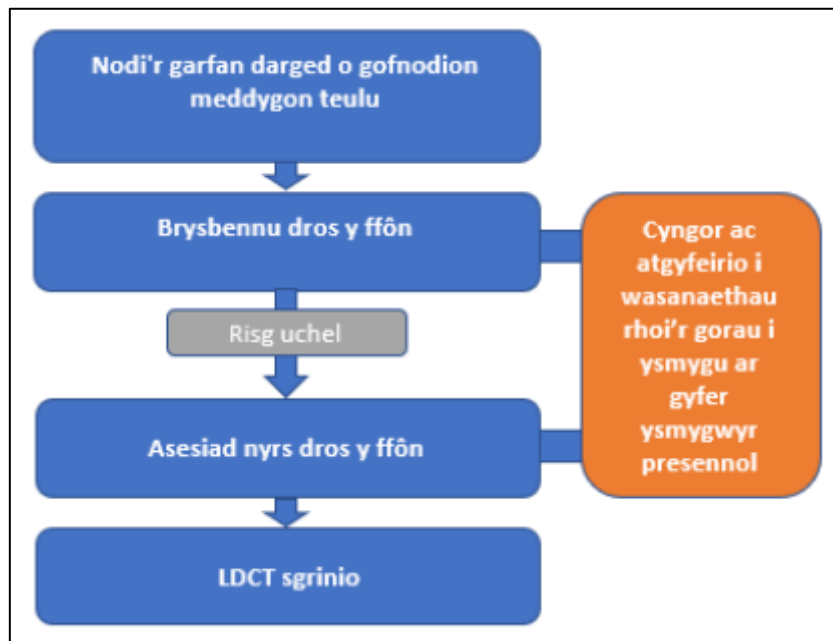 Nodi'r garfan darged o gofnodion
meddygon teulu
Brysbennu dros y ffôn
Risg uchel
Asesiad nyrs dros y ffôn
LDCT sgrinio
Cyngor ac
atgyfeirio i
wasanaethau
rhoi’r gorau i
ysmygu ar
gyfer
ysmygwyr
presennol